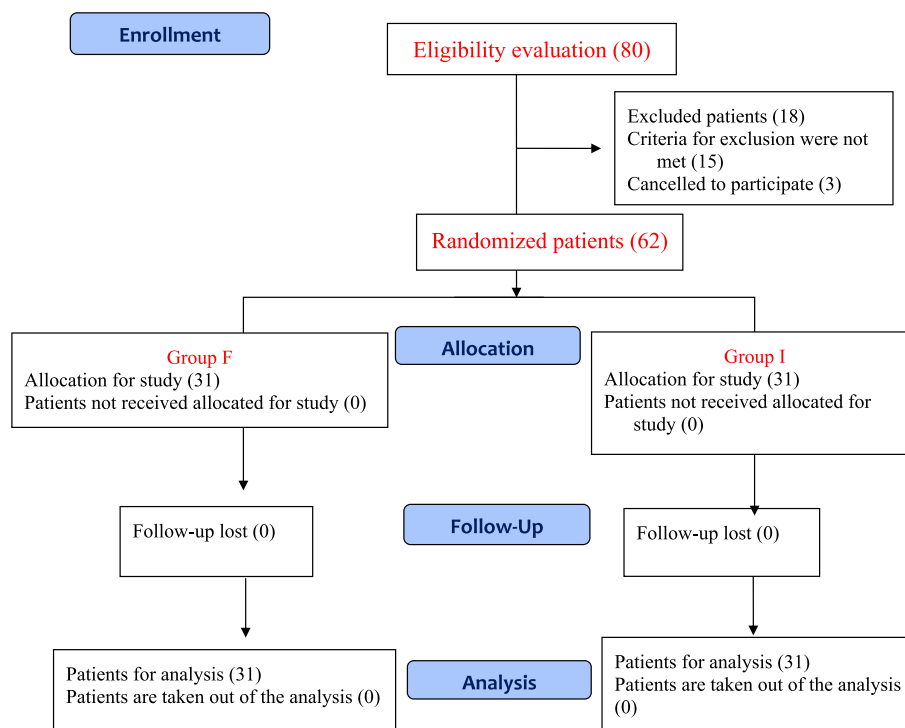 Enrollment
Eligibility evaluation (80)
Excluded patients (18)
Criteria for exclusion were not
met (15)
Cancelled to participate (3)
Randomized patients (62)
Allocation
Group F
Allocation for study (31)
Patients not received allocated for study (0)
Group I
Allocation for study (31)
Patients not received allocated for
study (0)
Follow-Up
Follow-up lost (0)
Follow-up lost (0)
Analysis
Patients for analysis (31)
Patients are taken out of the analysis (0)
Patients for analysis (31)
Patients are taken out of the analysis
(0)